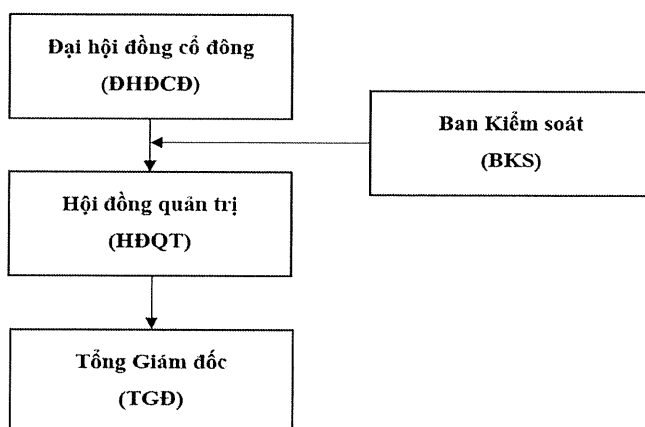 Đại hội đồng cổ đông
(ĐHĐCĐ)
Ban Kiểm soát
(BKS)
Hội đồng quản trị
(HĐQT)
Tổng Giám đốc
(TGĐ)